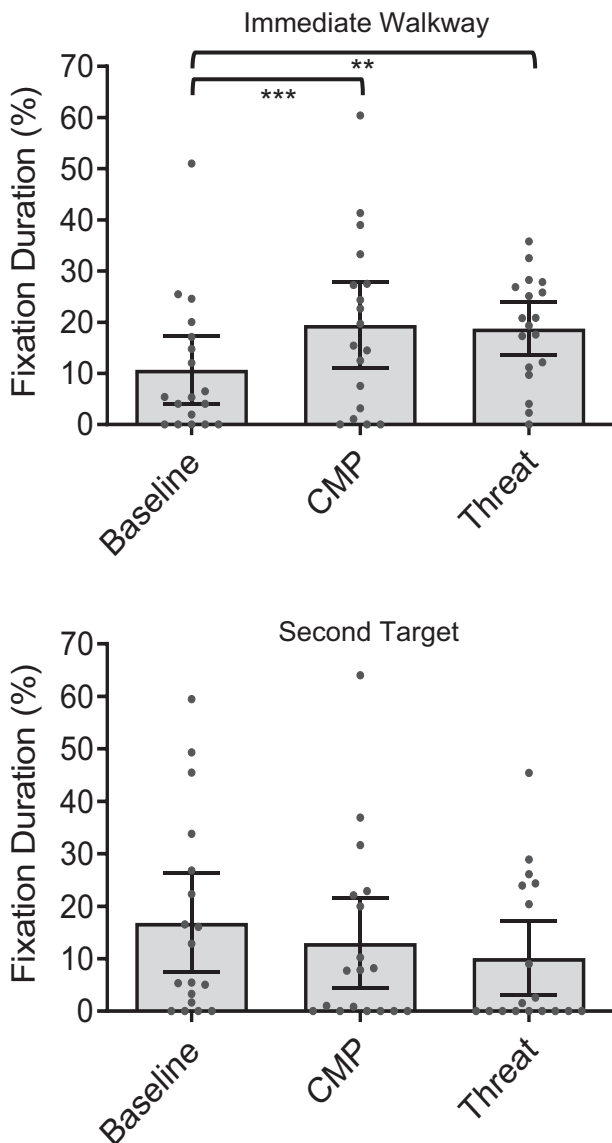 Immediate Walkway
**
***
Fixation Duration (%)
70
60
50
40
30
20
10
0
Baseline
CMP
Threat
Second Target
Fixation Duration (%)
70
60
50
40
30
20
10
0
Baseline
CMP
Threat